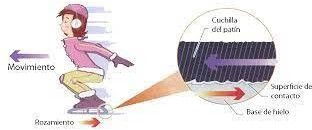 Cuchilla
del patín
Movimiento
Superficie de
contacto
Base de hielo
Rozamiento